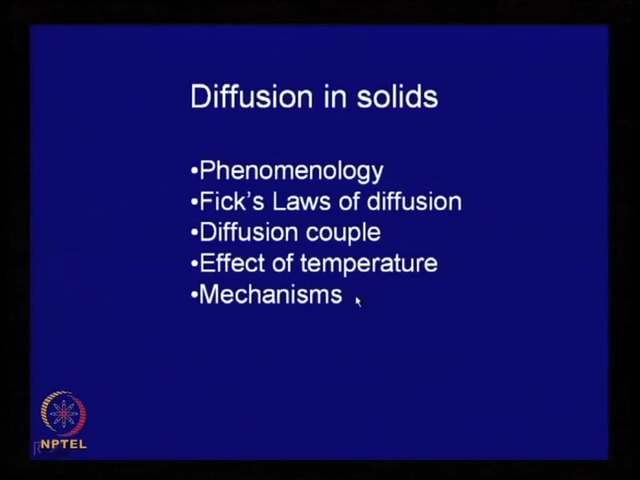 Diffusion in solids
•Phenomenology
•Fick's Laws of diffusion
•Diffusion couple
•Effect of temperature
•Mechanisms
NPTEL